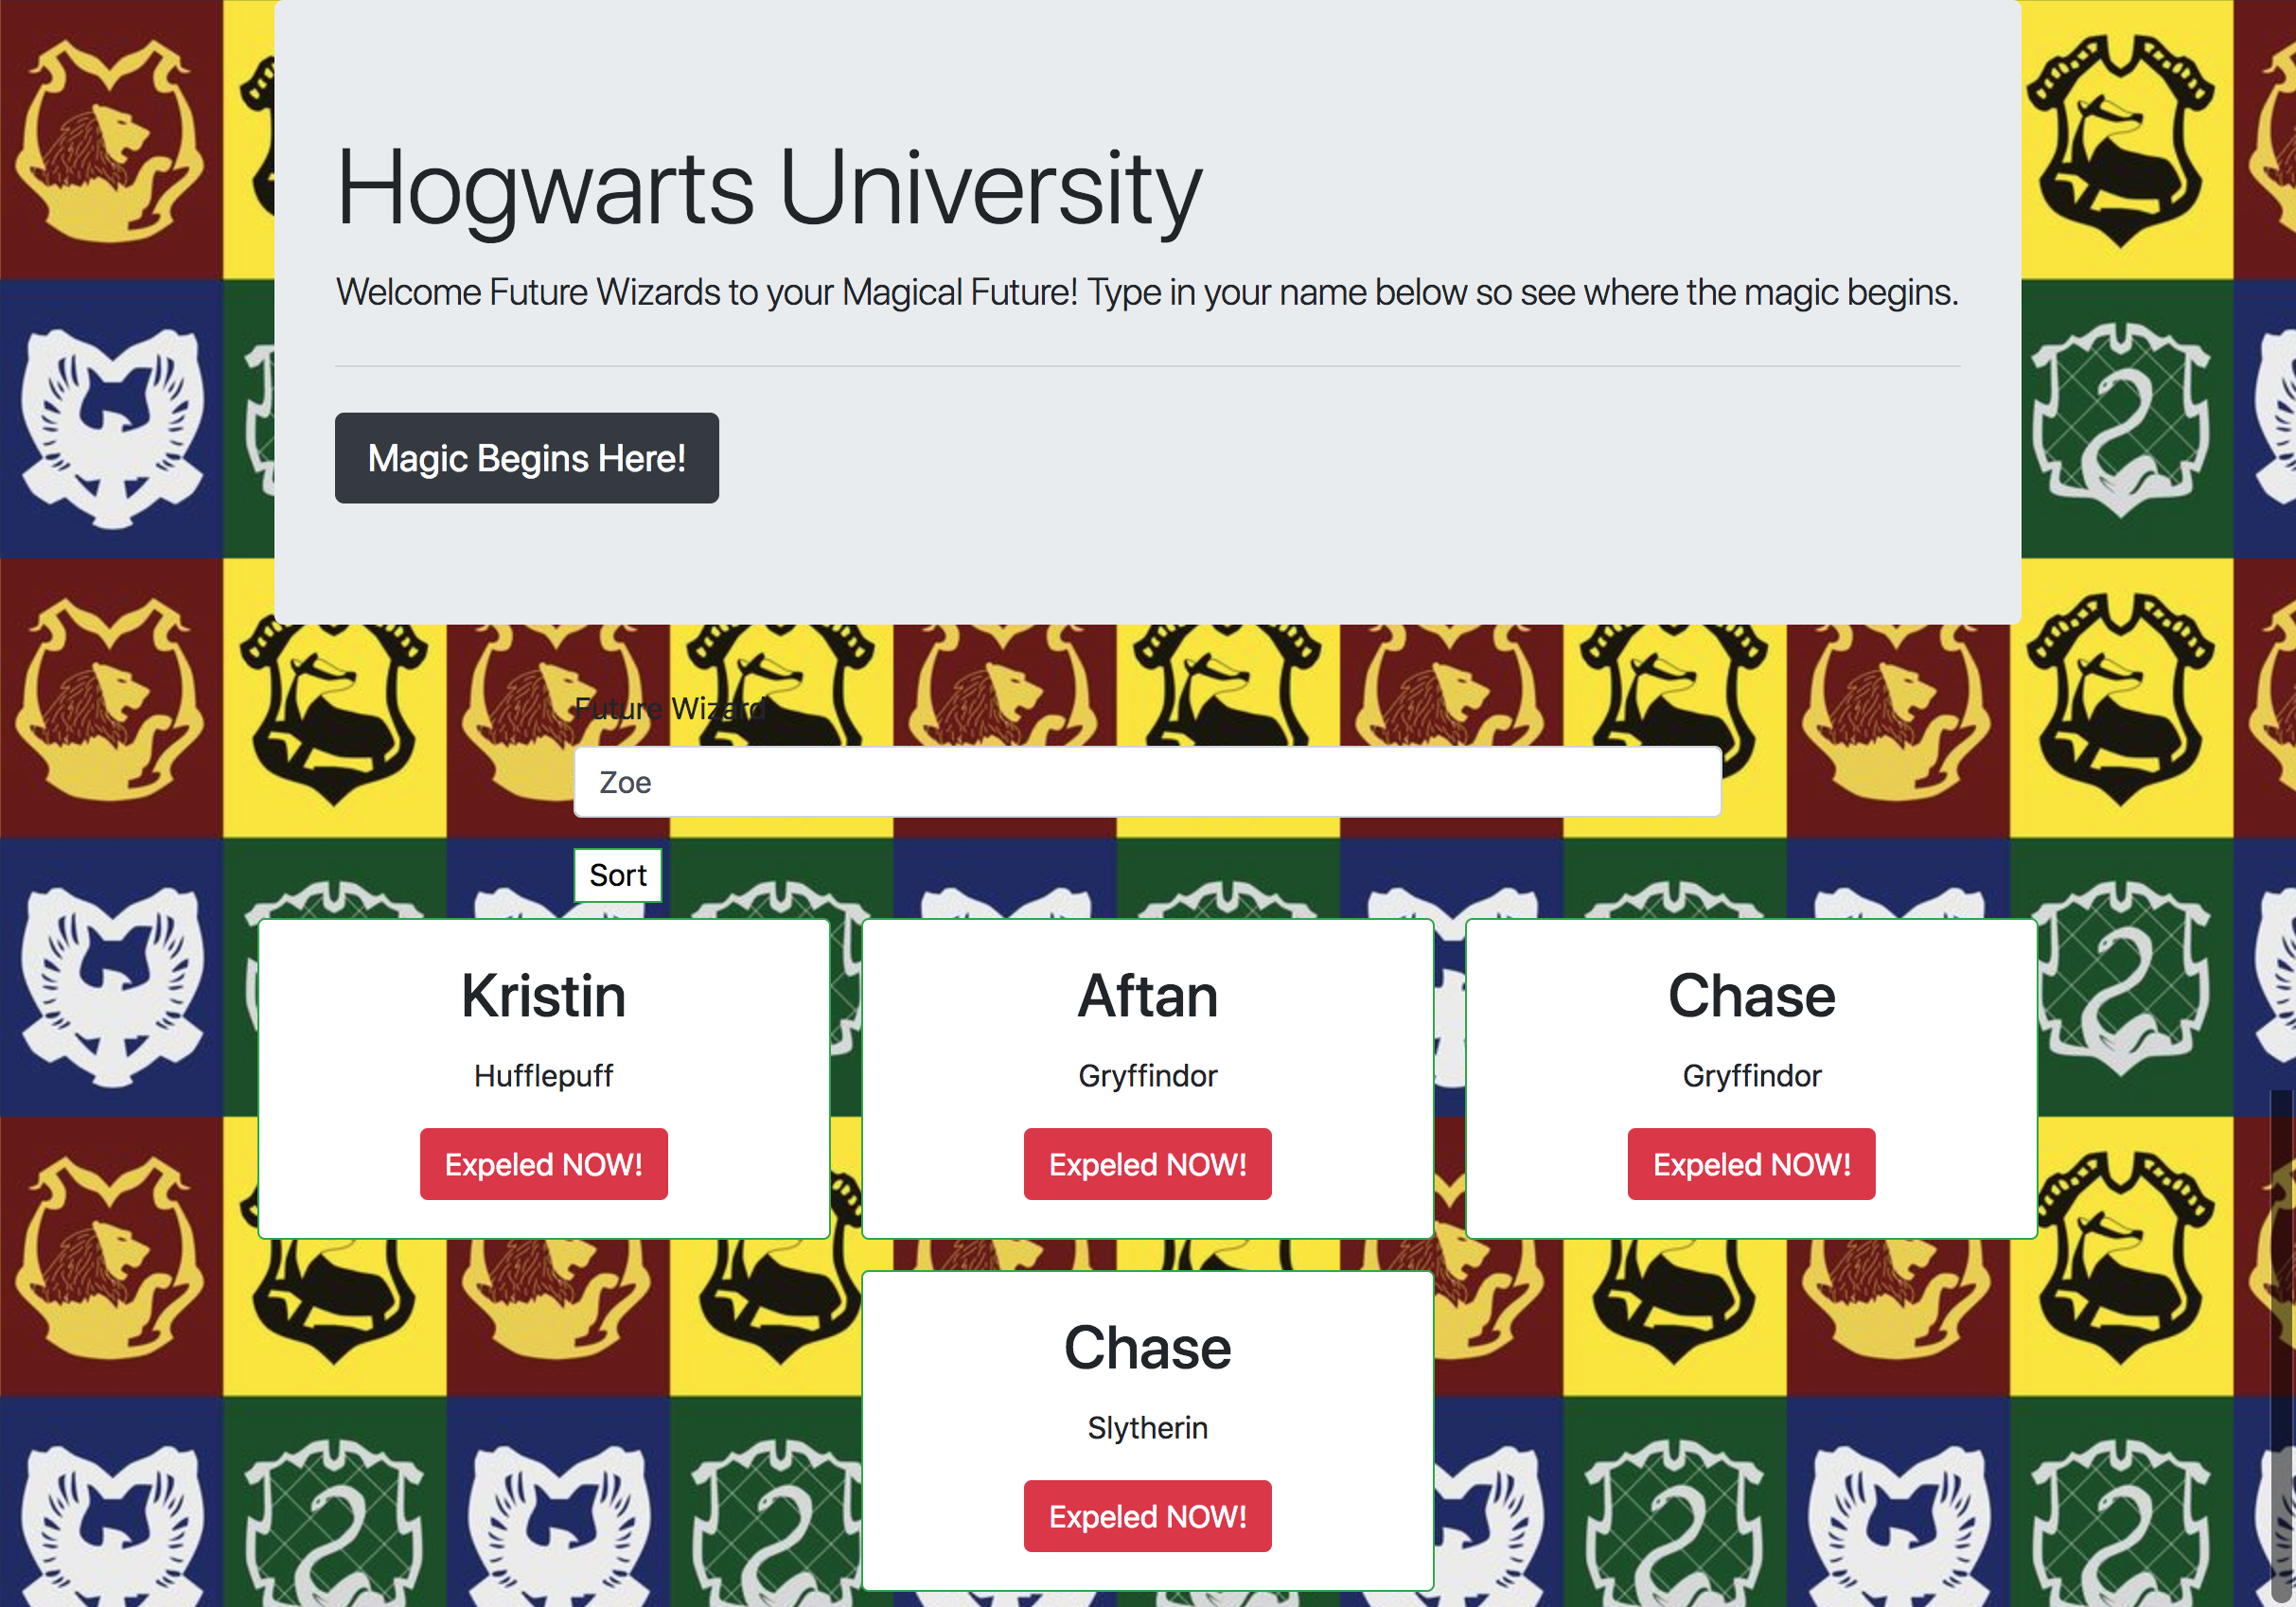 Hogwarts University
Welcome Future Wizards to your Magical Future! Type in your name below so see where the magic begins.
Magic Begins Here!
Future Wizard
Zoe
Sort
Kristin
Hufflepuff
Expeled NOW!
Aftan
Gryffindor
Expeled NOW!
Chase
Gryffindor
Expeled NOW!
Chase
Slytherin
Expeled NOW!